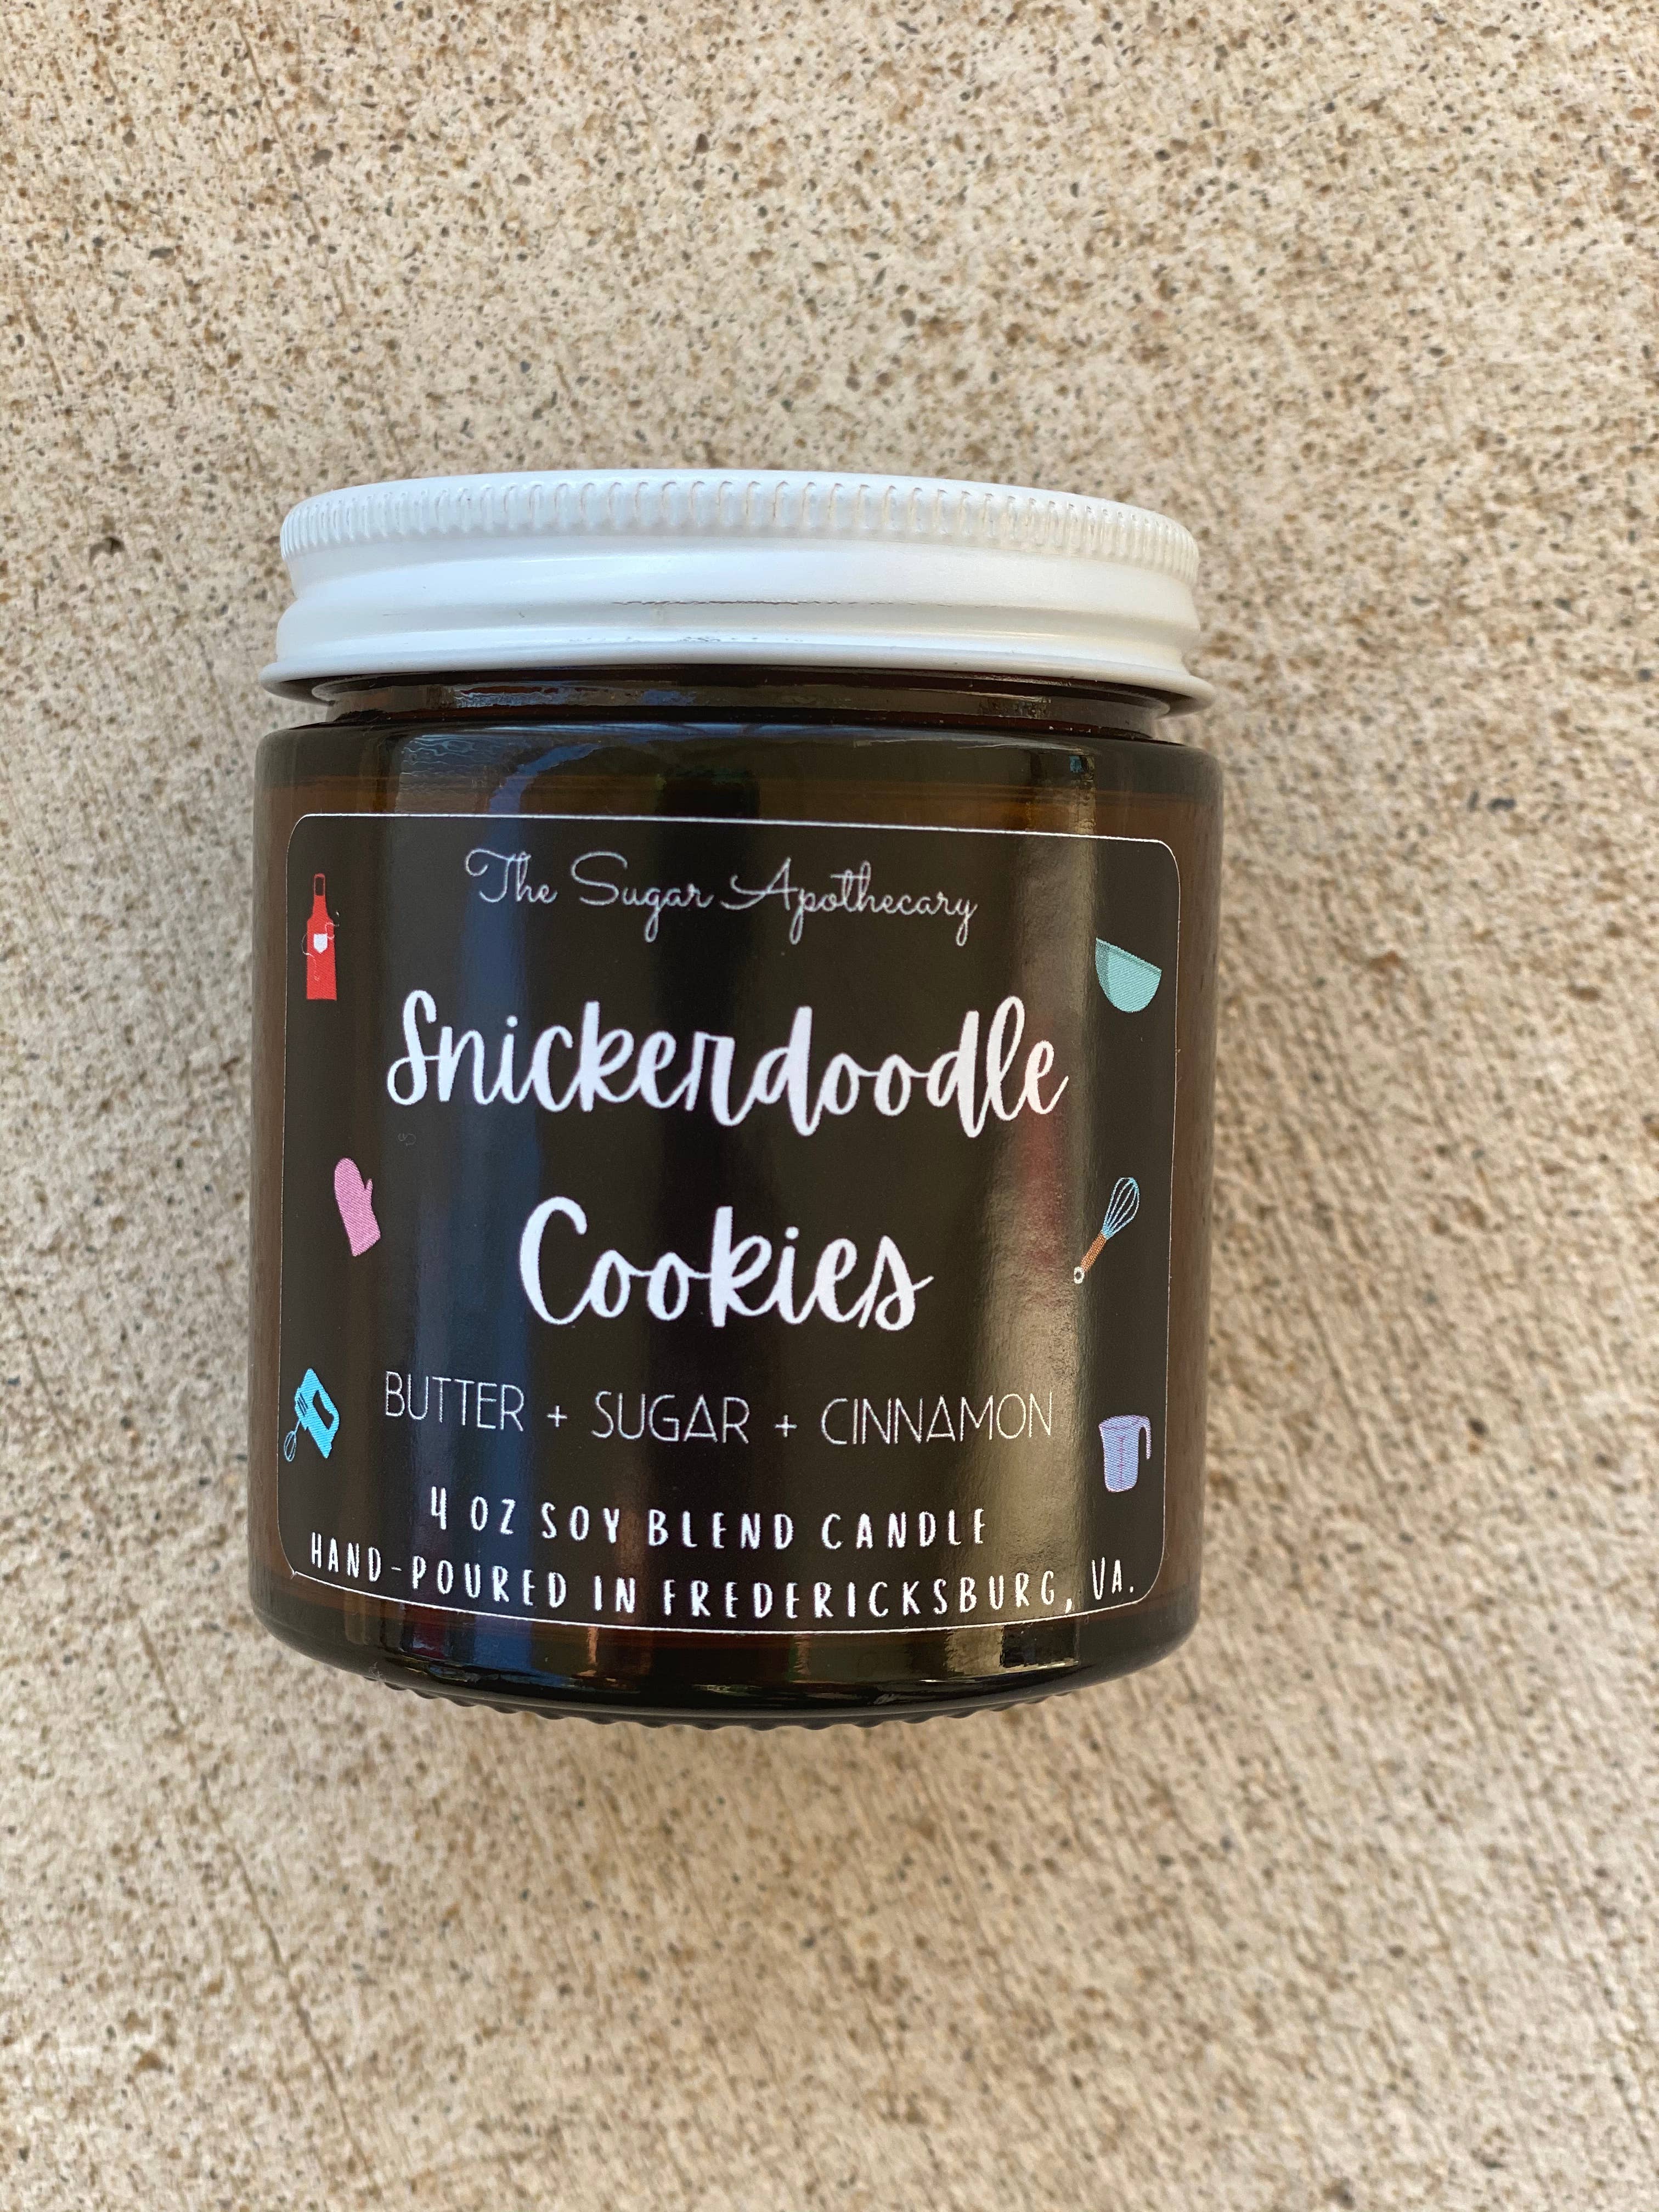 The Sugar Apothecary
Snickerdoodle
Cookies
BUTTER + SUGAR + CINNAMON
4 OZ SOY BLEND CANDLE
HAND-POURED IN FREDERICKSBURG, VA.